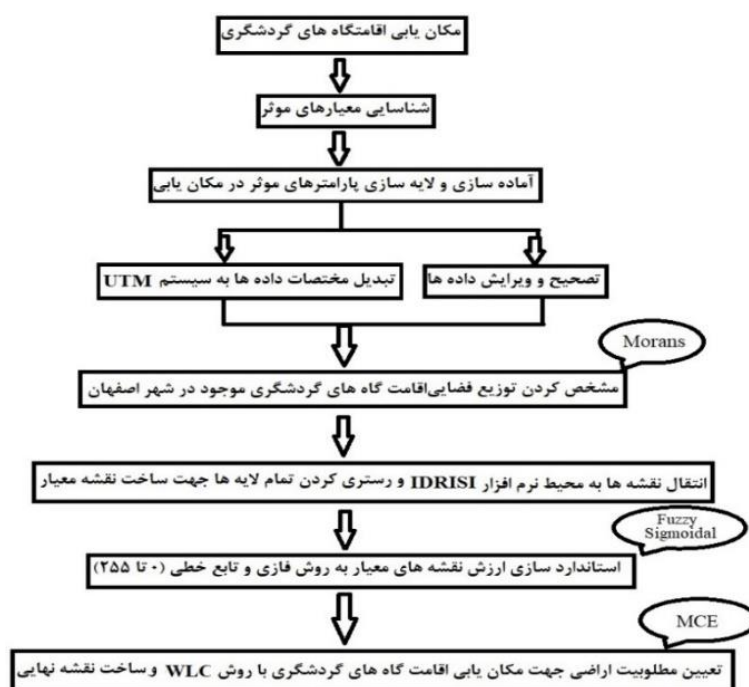 مکان یابی اقامتگاه های گردشگری
شناسایی معیارهای موثر
آماده سازی و لایه سازی پارامترهای موثر در مکان یابی
تصحیح و ویرایش داده ها
تبدیل مختصات داده ها به سیستم UTM
Morans
مشخص کردن توزیع فضایی‌اقامت گاه های گردشگری موجود در شهر اصفهان
انتقال نقشه ها به محیط نرم افزار IDRISI و رستری کردن تمام لایه ها جهت ساخت نقشه معیار
Fuzzy
Sigmoidal
استاندارد سازی ارزش نقشه های معیار به روش فازی و تابع خطی (۰ تا ۲۵۵)
MCE
تعیین مطلوبیت اراضی جهت مکان یابی اقامت گاه های گردشگری با روش WLC و ساخت نقشه نهایی